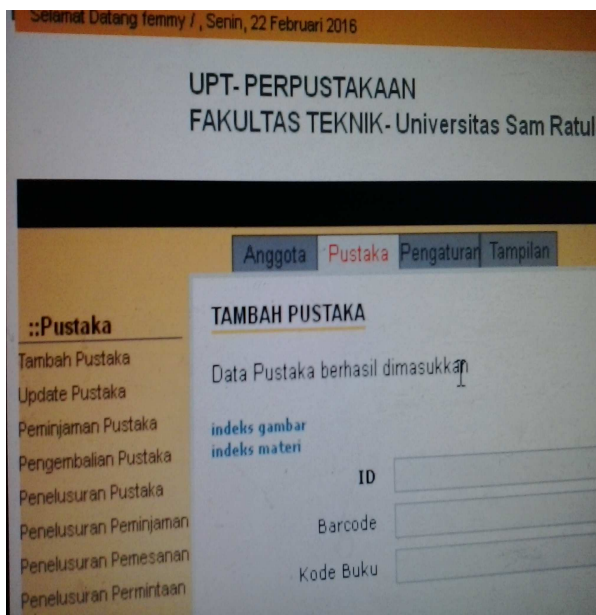 Selamat Datang femmy / , Senin, 22 Februari 2016
UPT- PERPUSTAKAAN
FAKULTAS TEKNIK- Universitas Sam Ratul
Anggota Pustaka Pengaturan Tampilan
::Pustaka
Tambah Pustaka
Update Pustaka
Peminjaman Pustaka
Pengembalian Pustaka
Penelusuran Pustaka
Penelusuran Peminjaman
Penelusuran Pemesanan
Penelusuran Permintaan
TAMBAH PUSTAKA
Data Pustaka berhasil dimasukkan
indeks gambar
indeks materi
ID
Barcode
Kode Buku